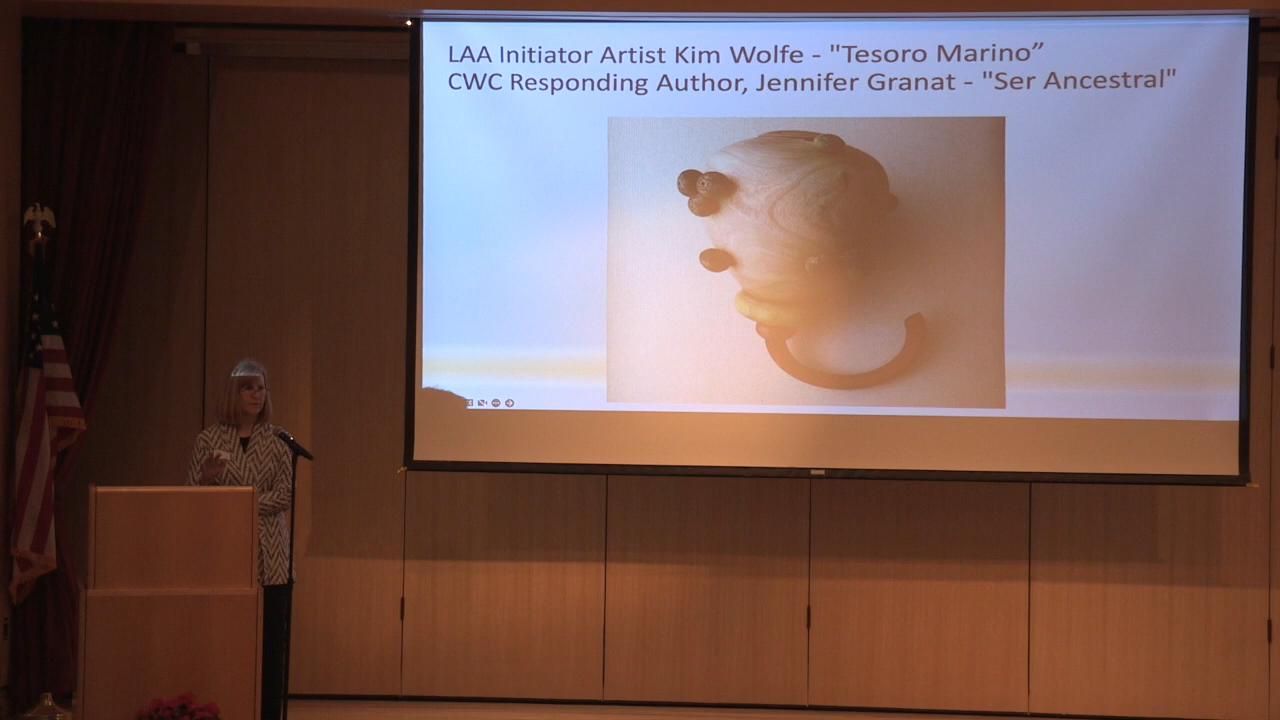 LAA Initiator Artist Kim Wolfe - "Tesoro Marino”
CWC Responding Author, Jennifer Granat - "Ser Ancestral"